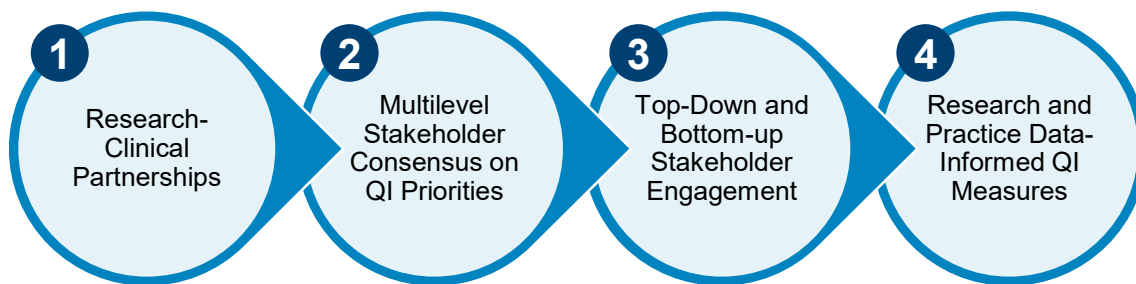 1
Research-
Clinical
Partnerships
2
Multilevel
Stakeholder
Consensus on
QI Priorities
3
Top-Down and
Bottom-up
Stakeholder
Engagement
4
Research and
Practice Data-
Informed QI
Measures